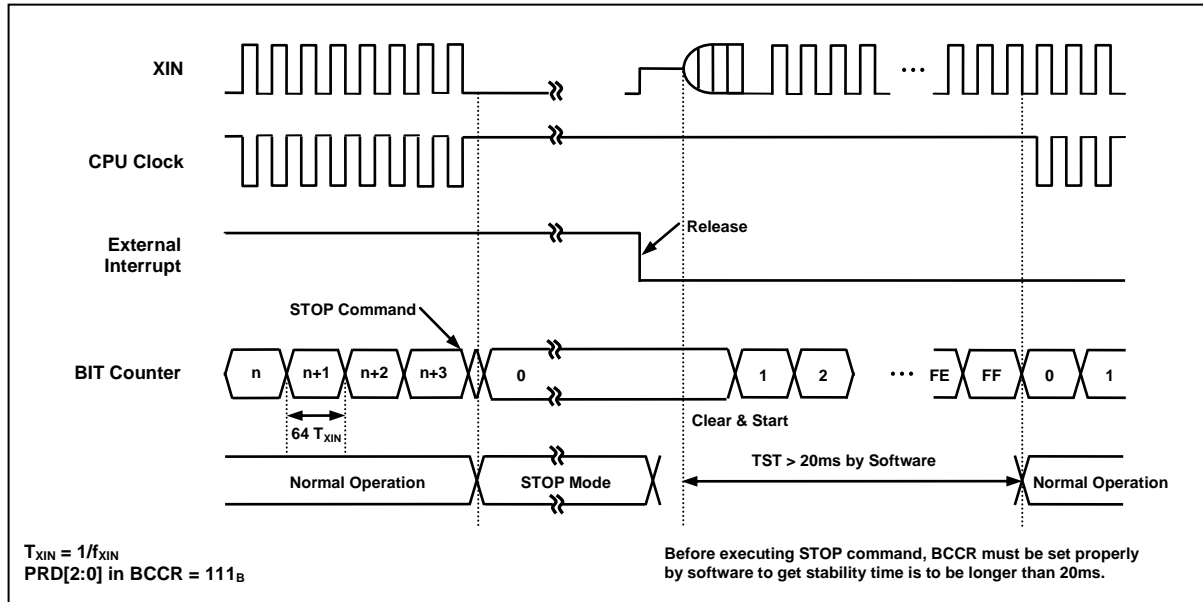 XIN
...
CPU Clock
Release
External
Interrupt
STOP Command
BIT Counter
n n+1 n+2 n+3 0 1 2 ... FE FF 0 1
64 TXIN
Clear & Start
TST > 20ms by Software
Normal Operation STOP Mode Normal Operation
TXIN = 1/fXIN
PRD[2:0] in BCCR = 111B
Before executing STOP command, BCCR must be set properly
by software to get stability time is to be longer than 20ms.